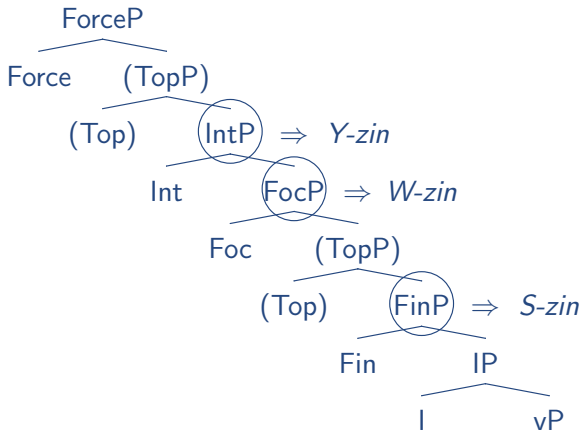 ForceP
Force (TopP)
(Top) IntP ⇒ Y-zin
Int FocP ⇒ W-zin
Foc (TopP)
(Top) FinP ⇒ S-zin
Fin IP
I vP